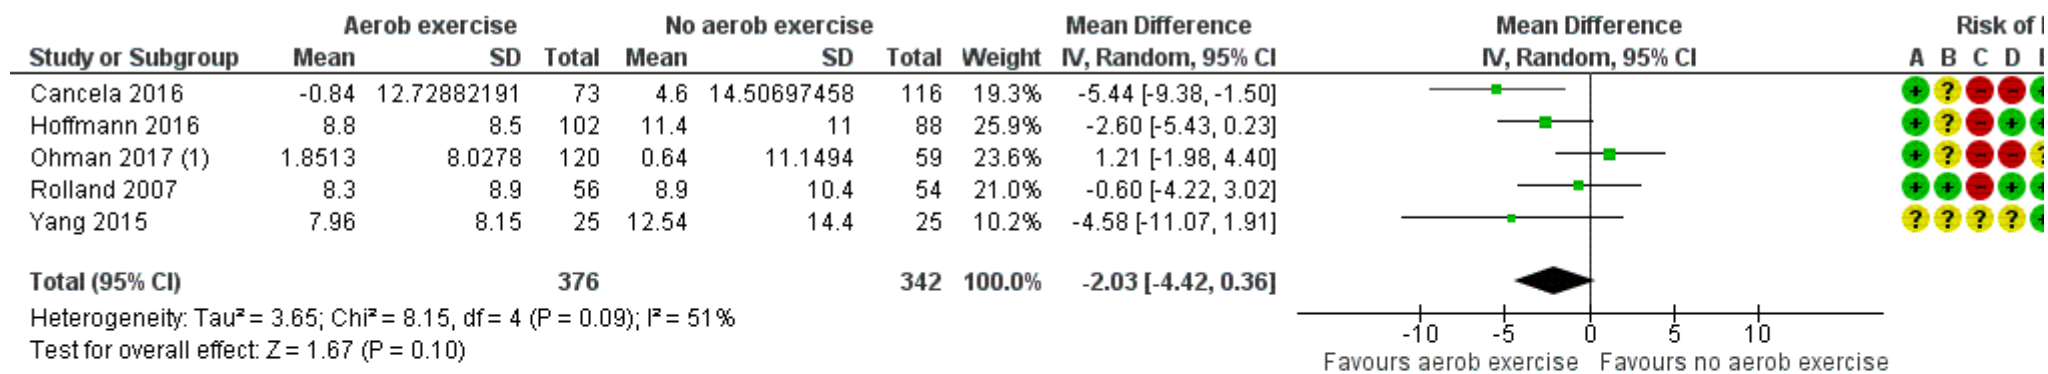 Aerob exercise No aerob exercise Mean Difference Mean Difference Risk of
Study or Subgroup Mean SD Total Mean SD Total Weight IV, Random, 95% CI IV, Random, 95% CI A B C D
Cancela 2016 -0.84 12.72882191 73 4.6 14.50697458 116 19.3% -5.44 [-9.38, -1.50] + ? - -
Hoffmann 2016 8.8 8.5 102 11.4 11 88 25.9% -2.60 [-5.43, 0.23] + ? - +
Ohman 2017 (1) 1.8513 8.0278 120 0.64 11.1494 59 23.6% 1.21 [-1.98, 4.40] + ? - - ?
Rolland 2007 8.3 8.9 56 8.9 10.4 54 21.0% -0.60 [-4.22, 3.02] + + - +
Yang 2015 7.96 8.15 25 12.54 14.4 25 10.2% -4.58 [-11.07, 1.91] ? ? ? ? +
Total (95% CI) 376 342 100.0% -2.03 [-4.42, 0.36]
Heterogeneity: Tau² = 3.65; Chi² = 8.15, df = 4 (P = 0.09); I² = 51%
Test for overall effect: Z = 1.67 (P = 0.10)
-10 -5 0 5 10
Favours aerob exercise Favours no aerob exercise